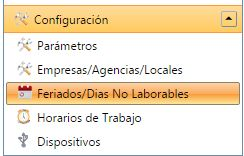 Configuración
Parámetros
Empresas/Agencias/Locales
Feriados/Dias No Laborables
Horarios de Trabajo
Dispositivos